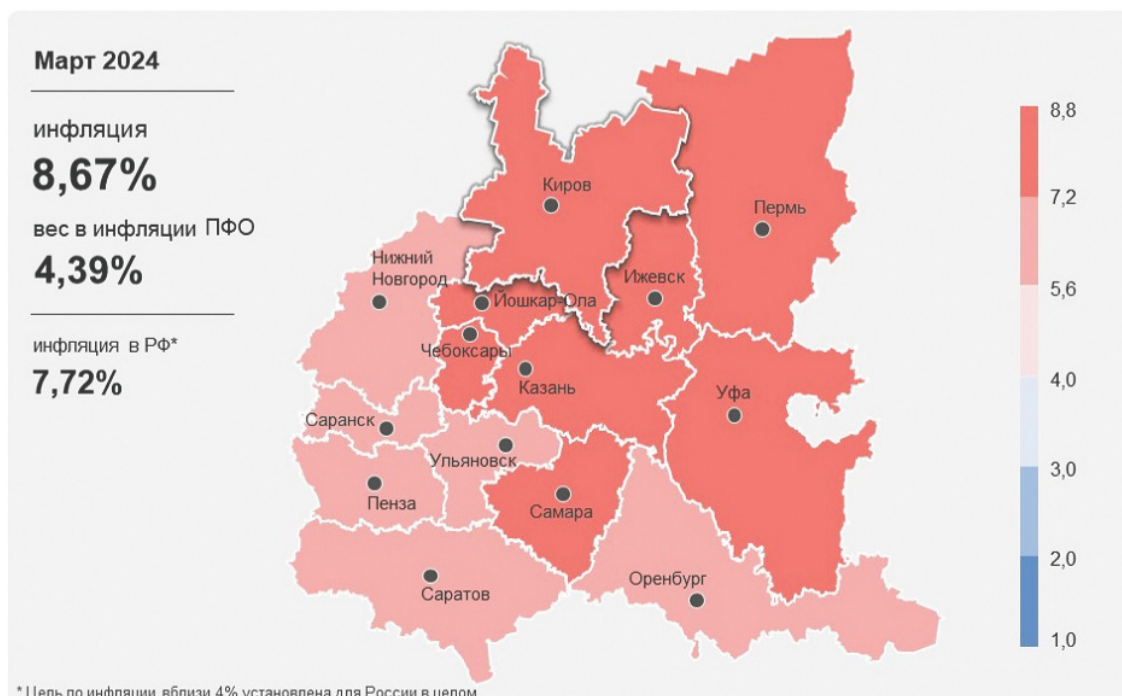 Март 2024
инфляция
8,67%
вес в инфляции ПФО
4,39%
инфляция в РФ*
7,72%
Киров
Пермь
Нижний
Новгород
Ижевск
Йошкар-Ола
Чебоксары
Казань
Уфа
Саранск
Ульяновск
Пенза
Самара
Саратов
Оренбург
8,8
7,2
5,6
4,0
3,0
2,0
1,0
* Цель по инфляции вблизи 4% установлена для России в целом